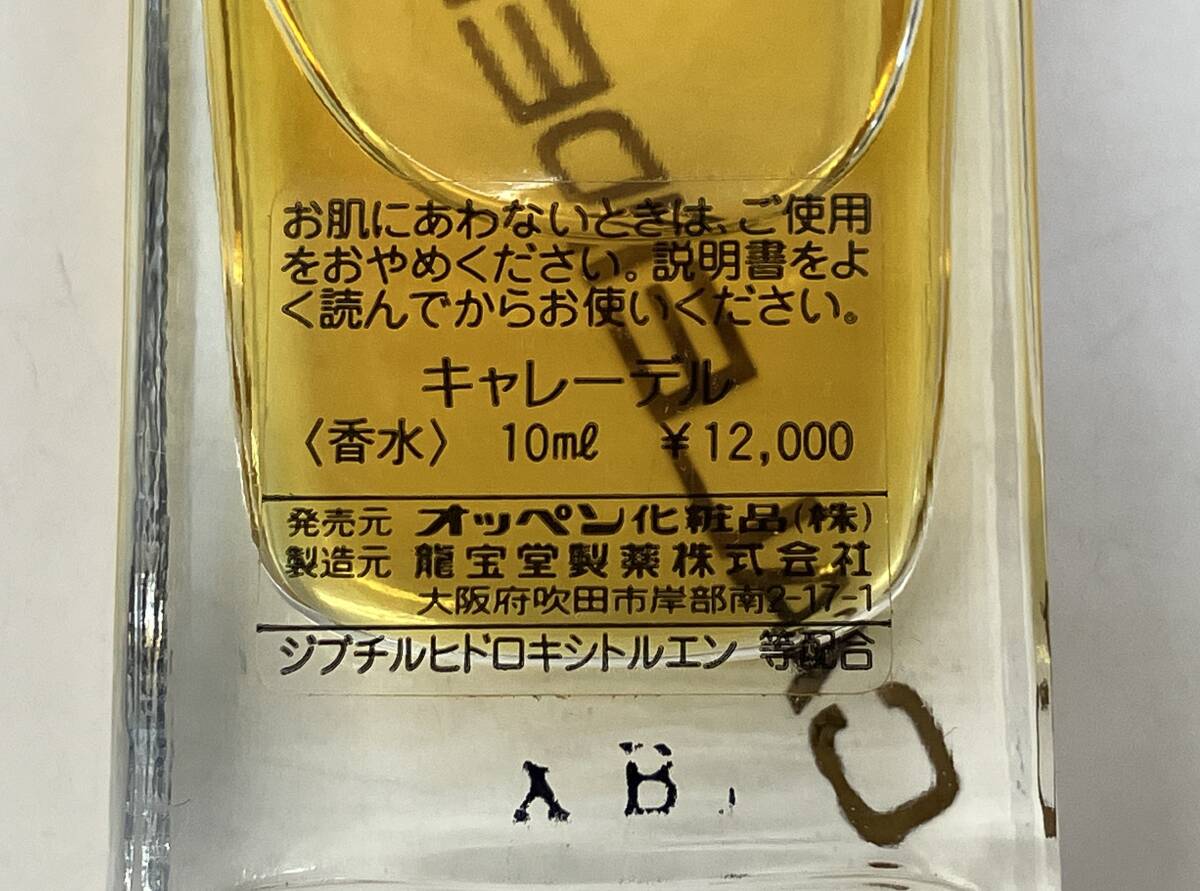 お肌にあわないときは、ご使用
をおやめください。説明書をよ
く読んでからお使いください。
キャレーデル
〈香水〉 10mℓ ¥12,000
発売元 オッペン化粧品(株)
製造元 龍宝堂製薬株式会社
大阪府吹田市岸部南2-17-1
ジブチルヒドロキシトルエン 等配合
A B